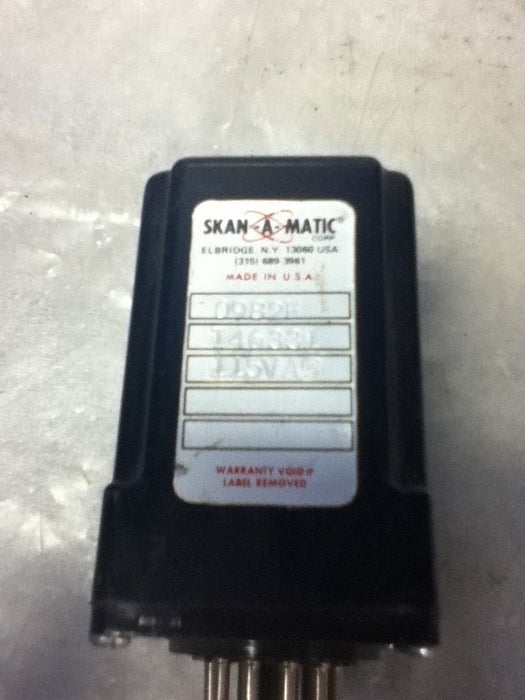 SKAN-A-MATIC®
CORP.
ELBRIDGE, N.Y. 13060 USA
(315) 689 3961
MADE IN U.S.A.
115VAC
WARRANTY VOID IF
LABEL REMOVED